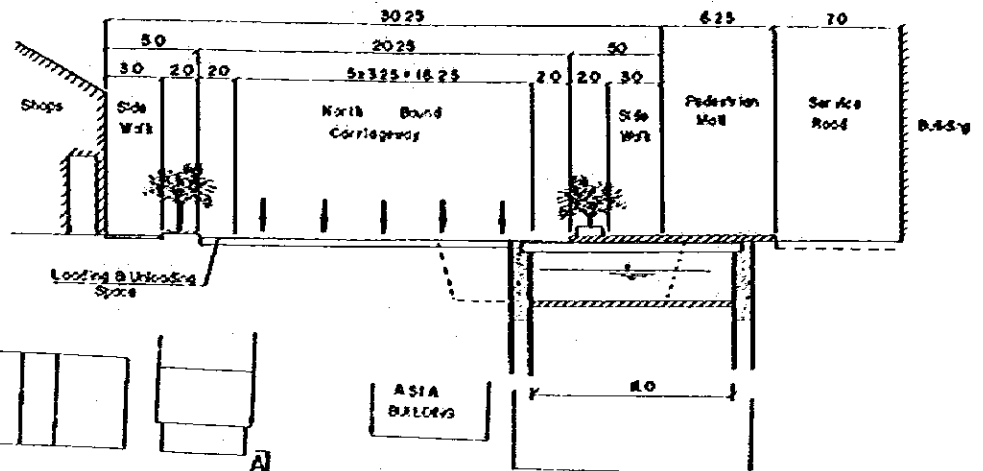 30.25 6.25 7.0
5.0 20.25 5.0
3.0 2.0 2.0 5x3.25=16.25 2.0 2.0 3.0
Shops
Side
Walk
North Bound
Carriageway
Side
Walk
Pedestrian
Mall
Service
Road
Building
Loading & Unloading
Space
ASIA
BUILDING
11.0
A